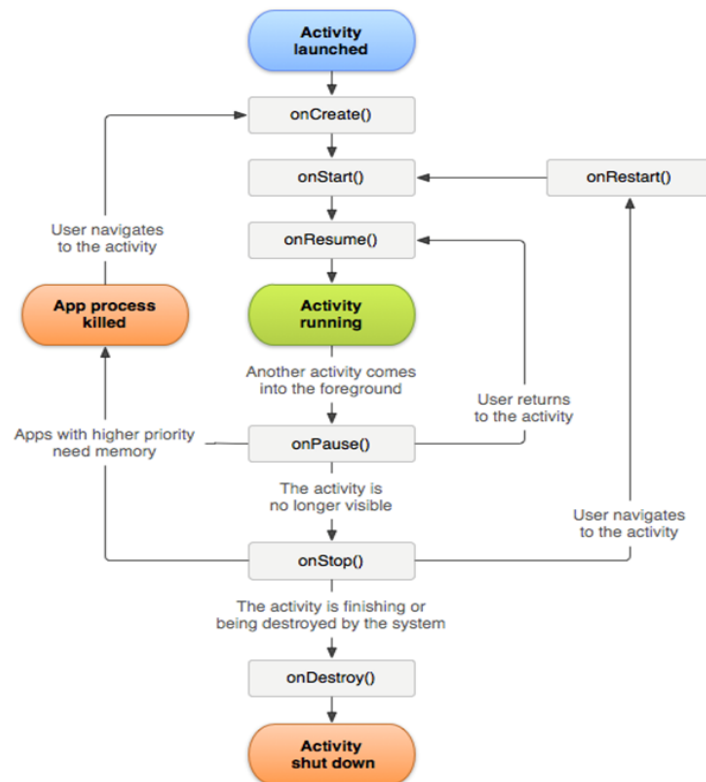 Activity
launched
onCreate()
onStart()
onRestart()
User navigates
to the activity
onResume()
App process
killed
Activity
running
Another activity comes
into the foreground
User returns
to the activity
Apps with higher priority
need memory
onPause()
The activity is
no longer visible
User navigates
to the activity
onStop()
The activity is finishing or
being destroyed by the system
onDestroy()
Activity
shut down